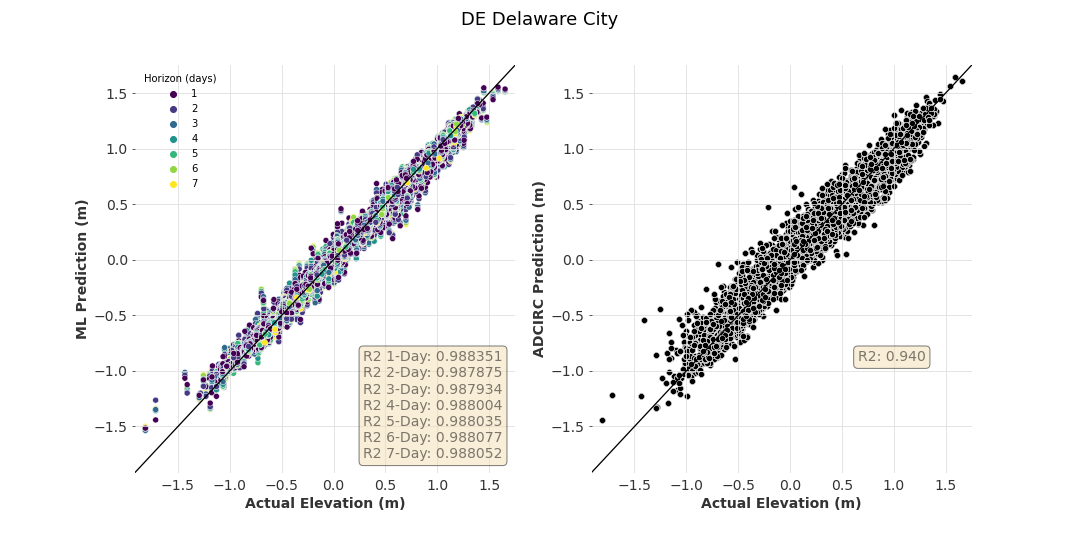 DE Delaware City
Horizon (days)
1
2
3
4
5
6
7
1.5
1.0
0.5
0.0
−0.5
−1.0
−1.5
ML Prediction (m)
R2 1-Day: 0.988351
R2 2-Day: 0.987875
R2 3-Day: 0.987934
R2 4-Day: 0.988004
R2 5-Day: 0.988035
R2 6-Day: 0.988077
R2 7-Day: 0.988052
−1.5 −1.0 −0.5 0.0 0.5 1.0 1.5
Actual Elevation (m)
1.5
1.0
0.5
0.0
−0.5
−1.0
−1.5
ADCIRC Prediction (m)
R2: 0.940
−1.5 −1.0 −0.5 0.0 0.5 1.0 1.5
Actual Elevation (m)